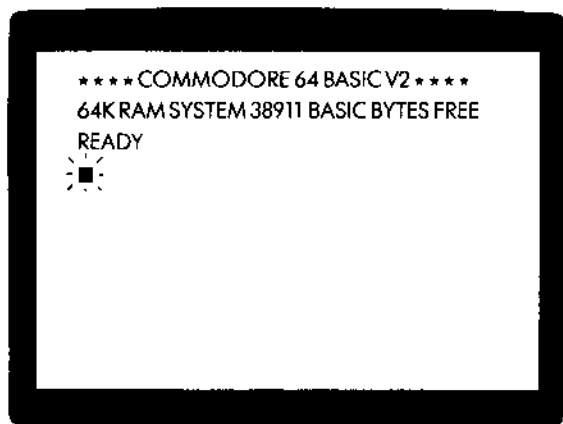 ★★★★COMMODORE 64 BASIC V2★★★★
64K RAM SYSTEM 38911 BASIC BYTES FREE
READY